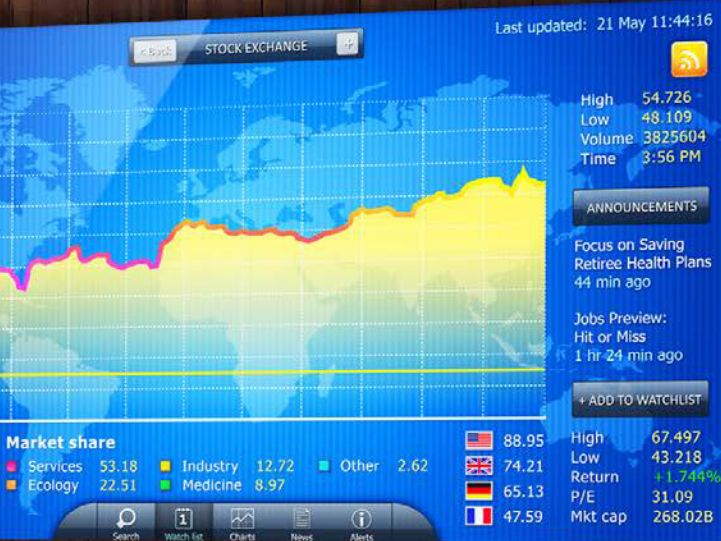 Last updated: 21 May 11:44:16
< Back STOCK EXCHANGE +
High 54.726
Low 48.109
Volume 3825604
Time 3:56 PM
ANNOUNCEMENTS
Focus on Saving
Retiree Health Plans
44 min ago
Jobs Preview:
Hit or Miss
1 hr 24 min ago
+ ADD TO WATCHLIST
High 67.497
Low 43.218
Return +1.744%
P/E 31.09
Mkt cap 268.02B
Market share
Services 53.18 Industry 12.72 Other 2.62
Ecology 22.51 Medicine 8.97
88.95
74.21
65.13
47.59
1
Search Watch list Charts News Alerts